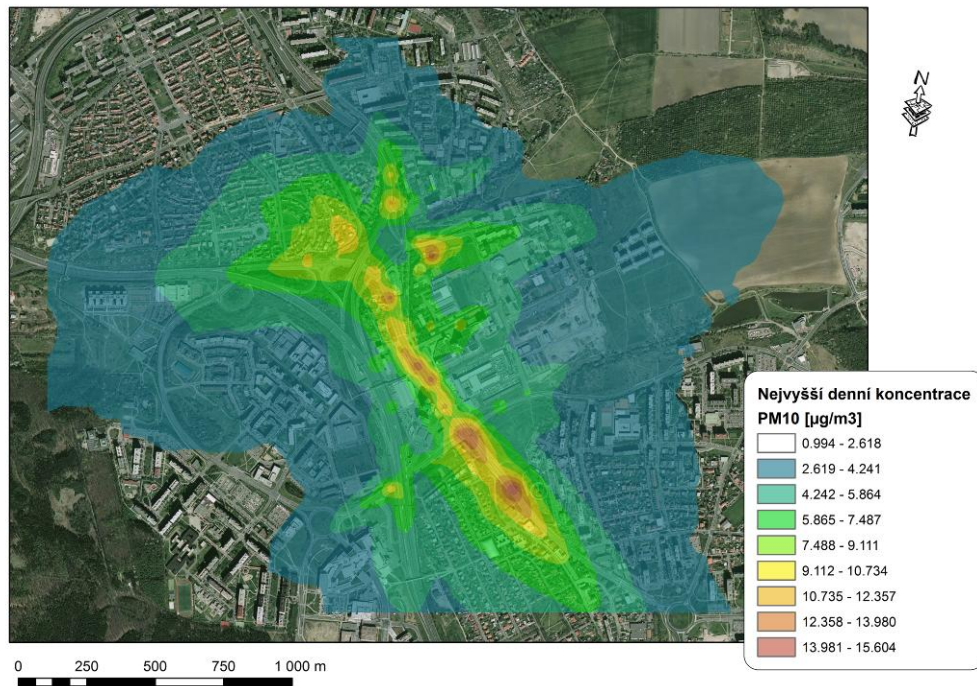 N
Nejvyšší denní koncentrace
PM10 [µg/m3]
0.994 - 2.618
2.619 - 4.241
4.242 - 5.864
5.865 - 7.487
7.488 - 9.111
9.112 - 10.734
10.735 - 12.357
12.358 - 13.980
13.981 - 15.604
0 250 500 750 1 000 m